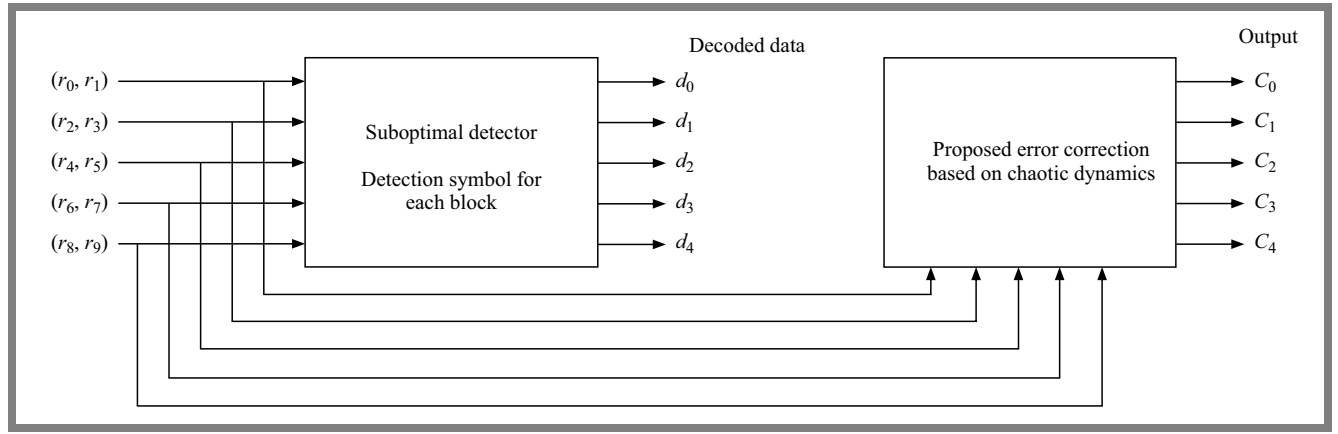 Decoded data
Output
(r0, r1)
(r2, r3)
(r4, r5)
(r6, r7)
(r8, r9)
Suboptimal detector
Detection symbol for
each block
d0
d1
d2
d3
d4
Proposed error correction
based on chaotic dynamics
C0
C1
C2
C3
C4